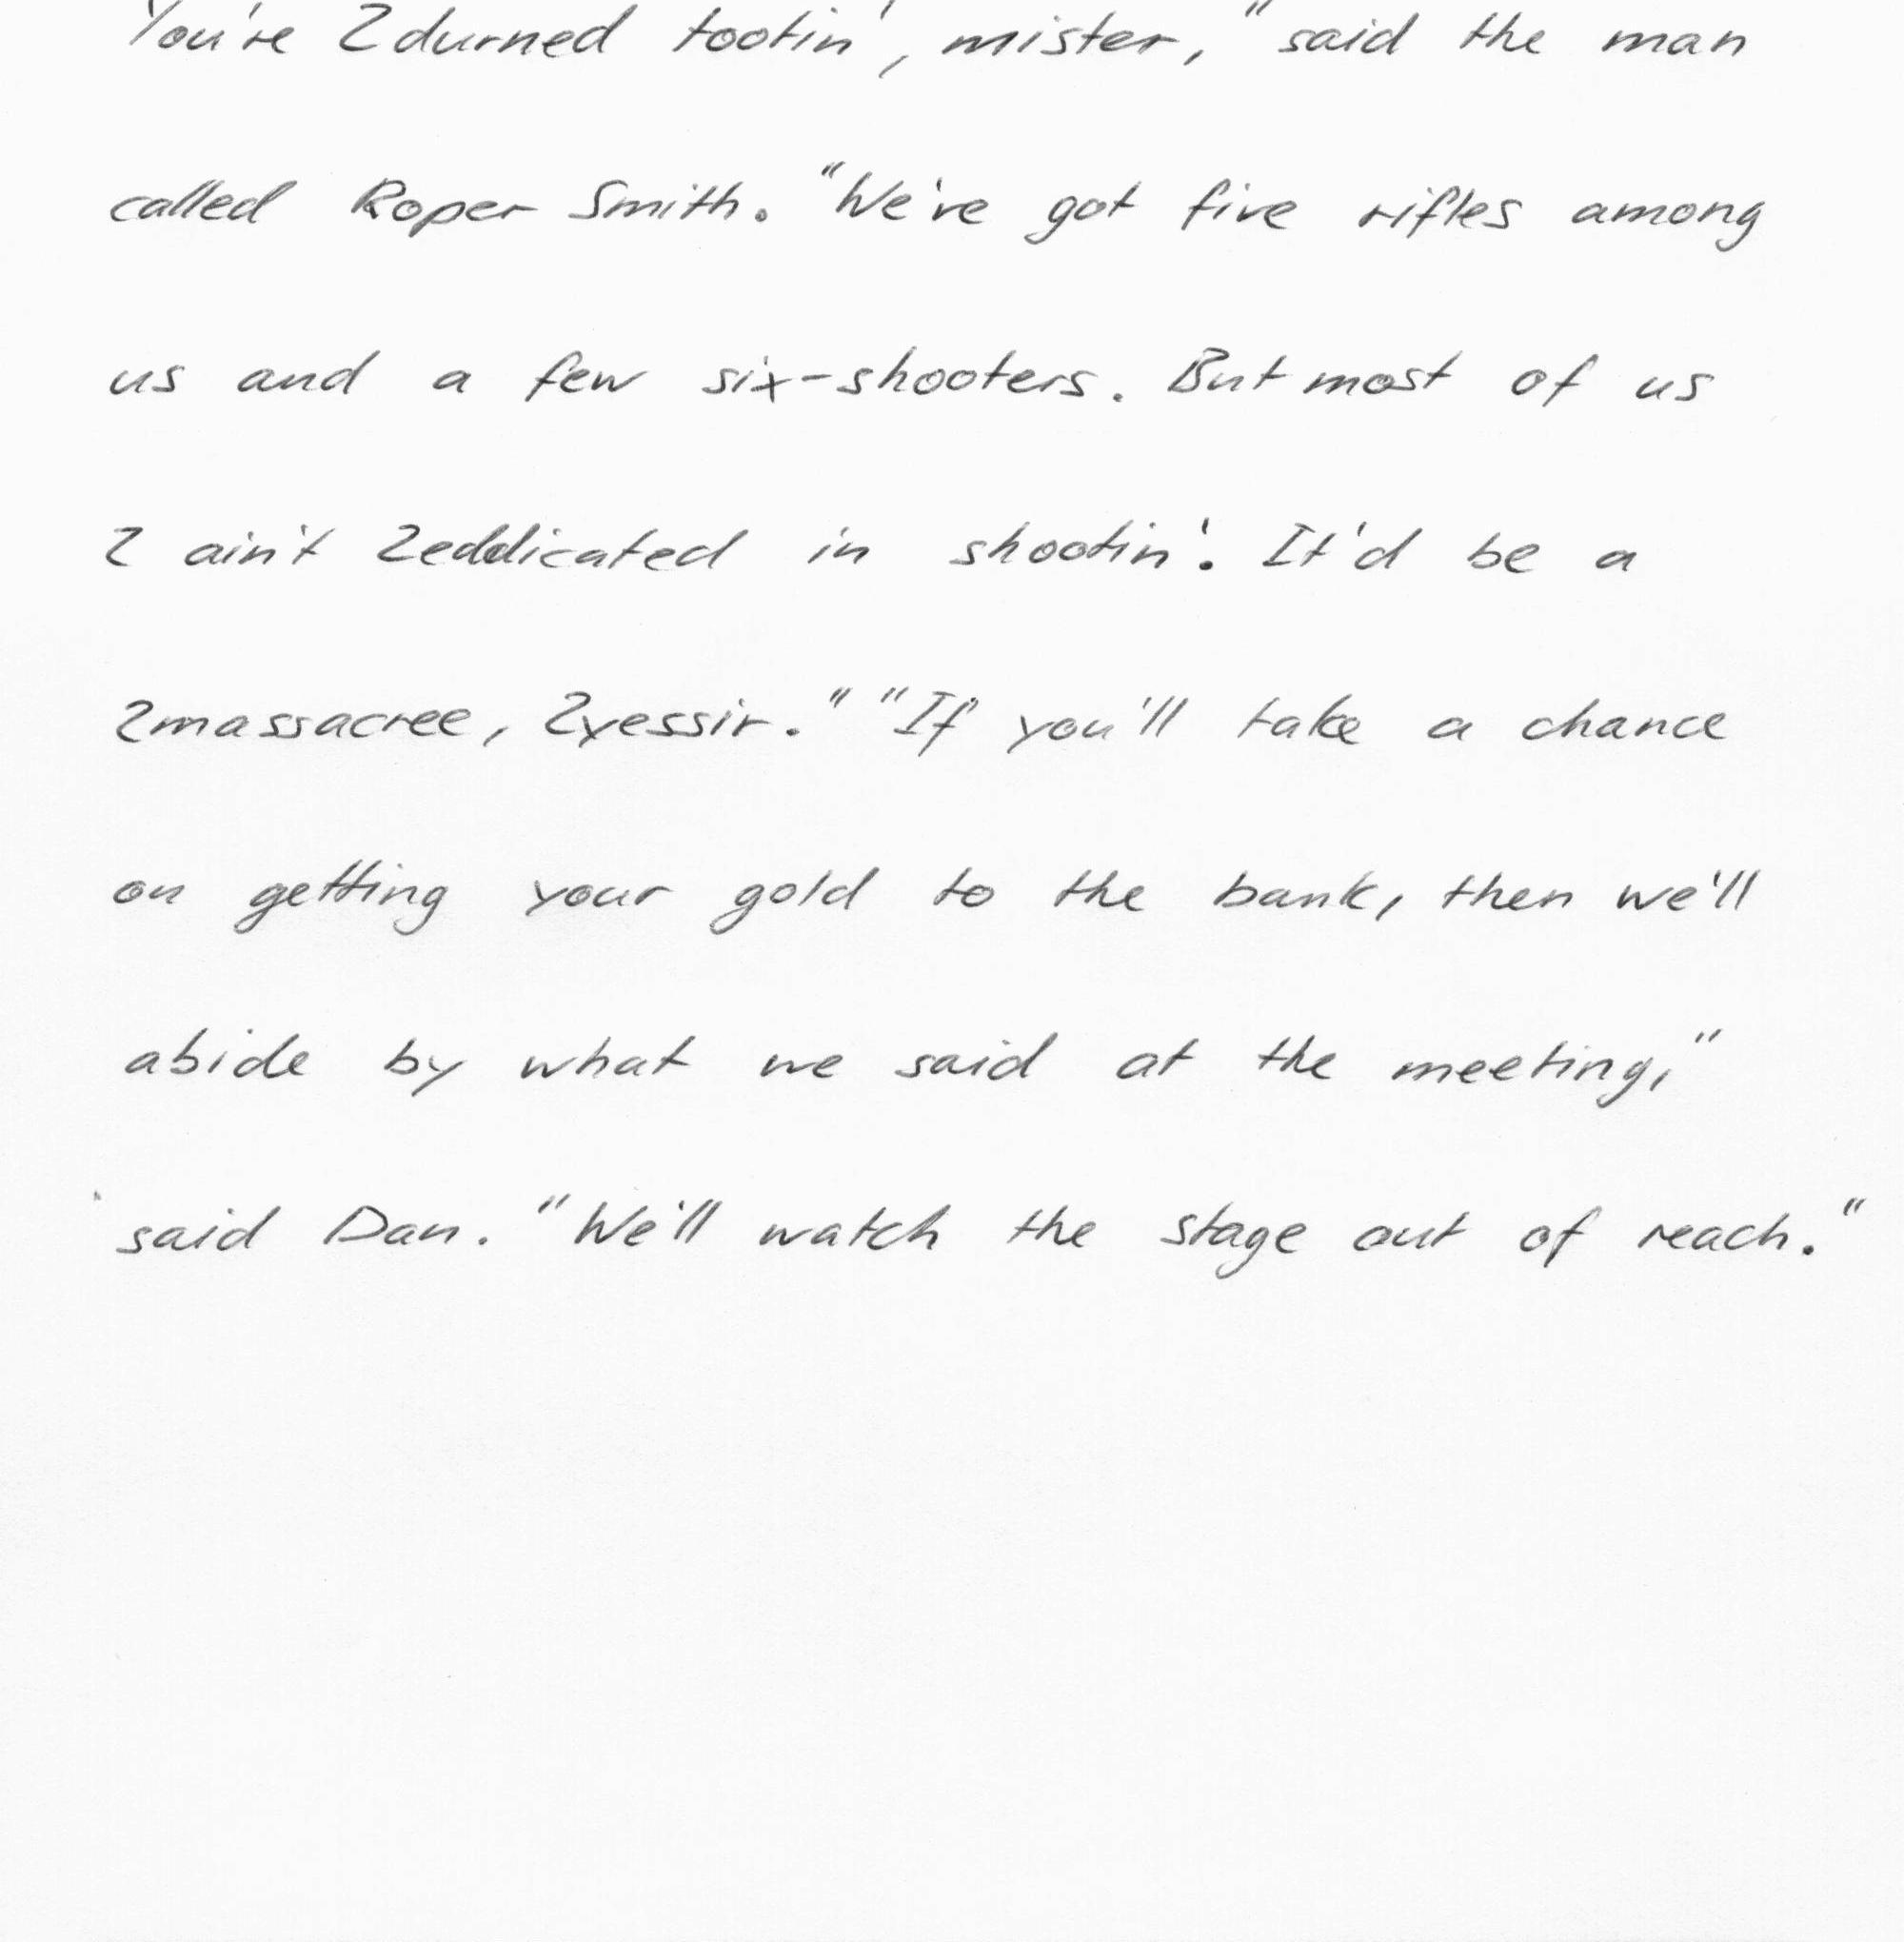 You're 2durned tootin', mister," said the man
called Roper Smith. "We've got five rifles among
us and a few six-shooters. But most of us
2 ain't 2eddicated in shootin'. It'd be a
2massacree, 2yessir." "If you'll take a chance
on getting your gold to the bank, then we'll
abide by what we said at the meeting,"
said Dan. "We'll watch the stage out of reach."